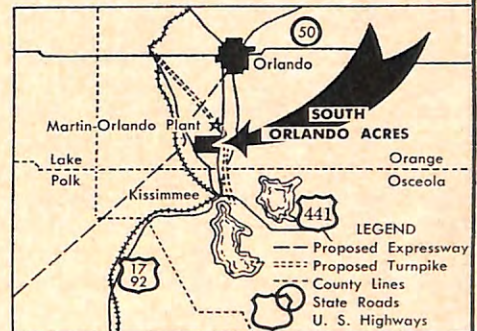 50
Orlando
SOUTH
ORLANDO ACRES
Martin-Orlando Plant
Lake
Polk
Orange
Osceola
Kissimmee
441
17
92
LEGEND
Proposed Expressway
Proposed Turnpike
County Lines
State Roads
U. S. Highways